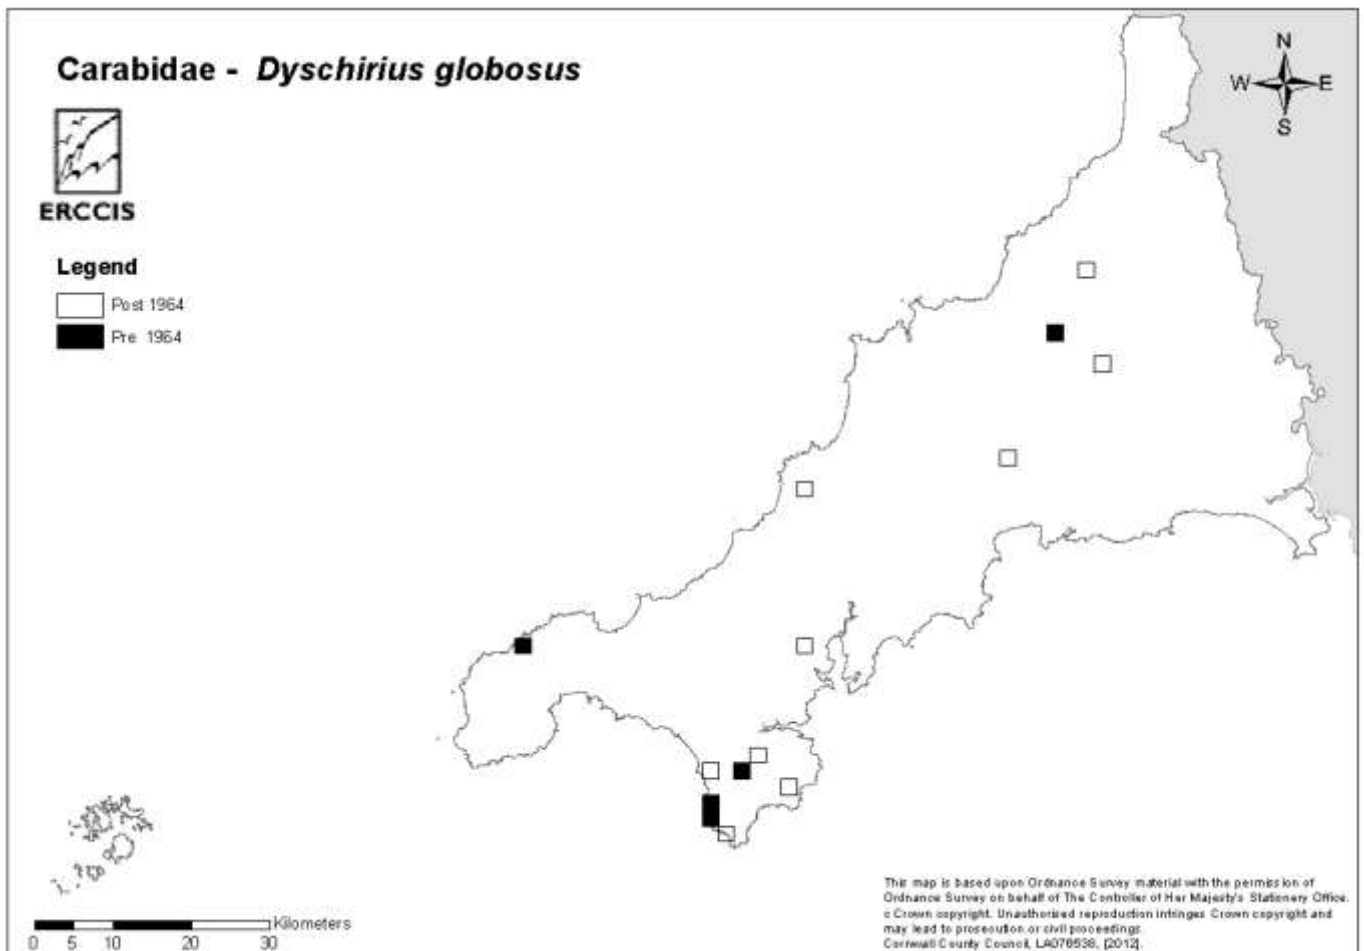 Carabidae - Dyschirius globosus
N
W E
S
ERCCIS
Legend
Post 1964
Pre 1964
This map is based upon Ordnance Survey material with the permission of
Ordnance Survey on behalf of The Controller of Her Majesty's Stationery Office.
c Crown copyright. Unauthorised reproduction infringes Crown copyright and
may lead to prosecution or civil proceedings
Cornwall County Council, LA076538, [2012].
Kilometers
0 5 10 20 30